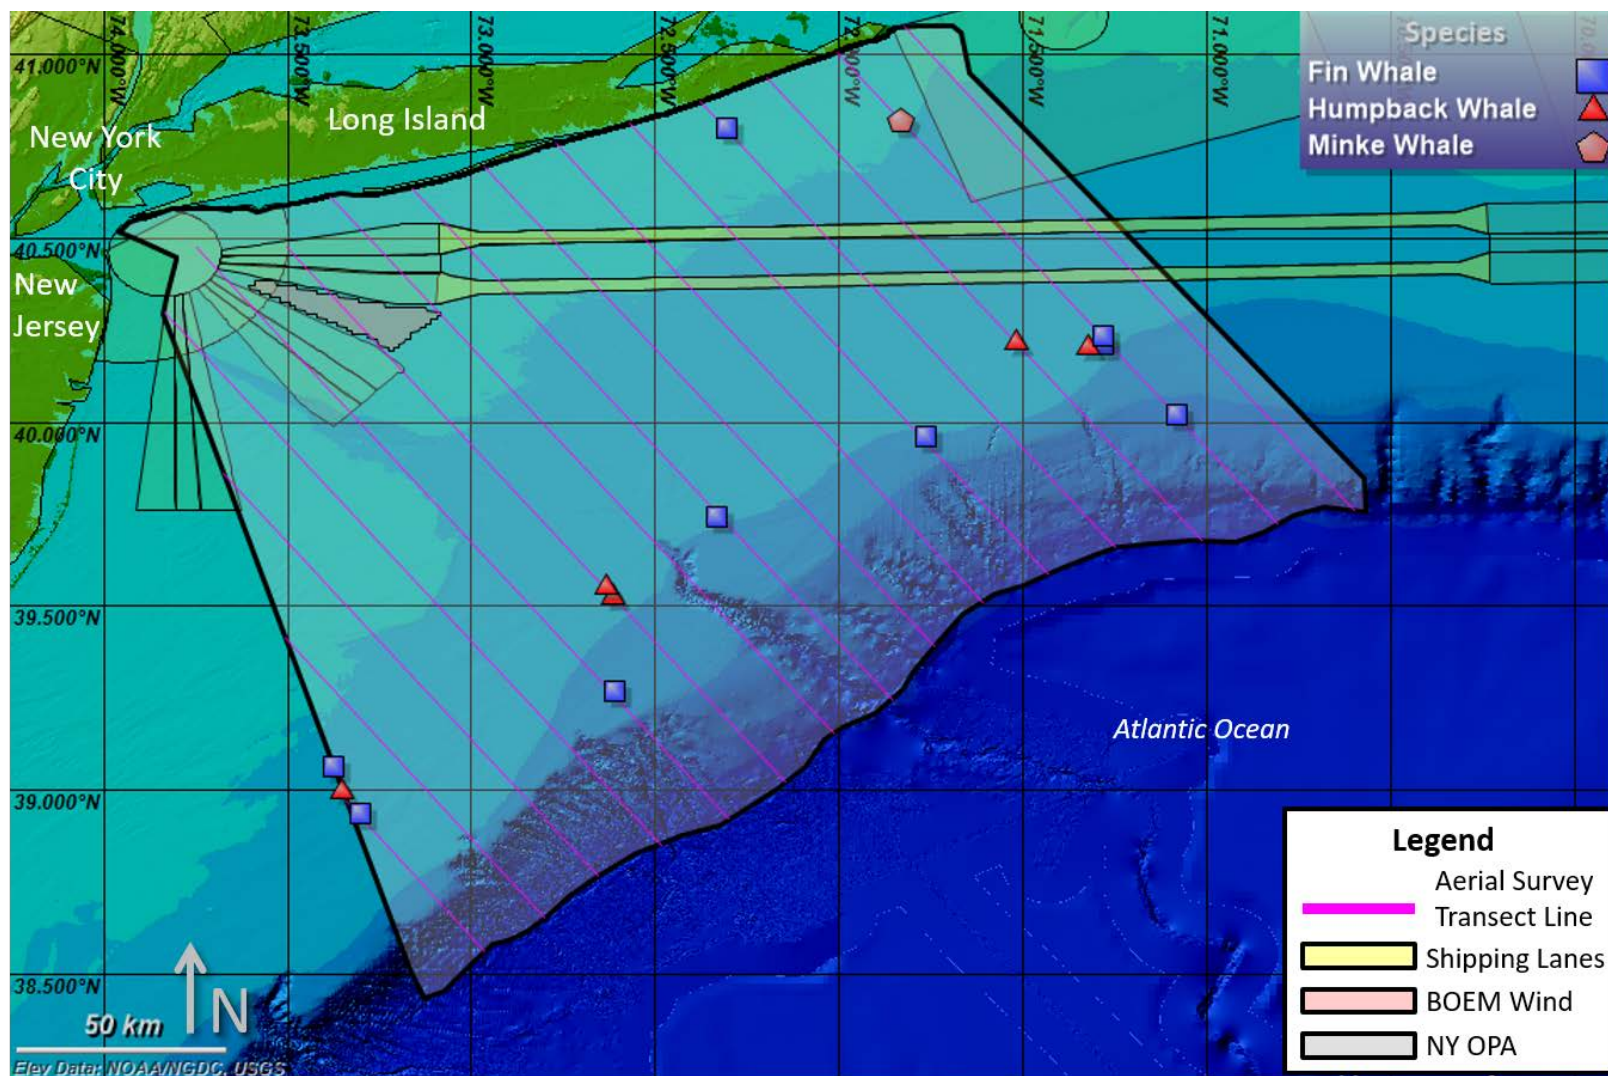 74.000°W
73.500°W
73.000°W
72.500°W
72.000°W
71.500°W
71.000°W
41.000°N
40.500°N
40.000°N
39.500°N
39.000°N
38.500°N
Species
Fin Whale
Humpback Whale
Minke Whale
New York
City
Long Island
New
Jersey
Atlantic Ocean
N
50 km
Elev Data: NOAA/NGDC, USGS
Legend
Aerial Survey
Transect Line
Shipping Lanes
BOEM Wind
NY OPA